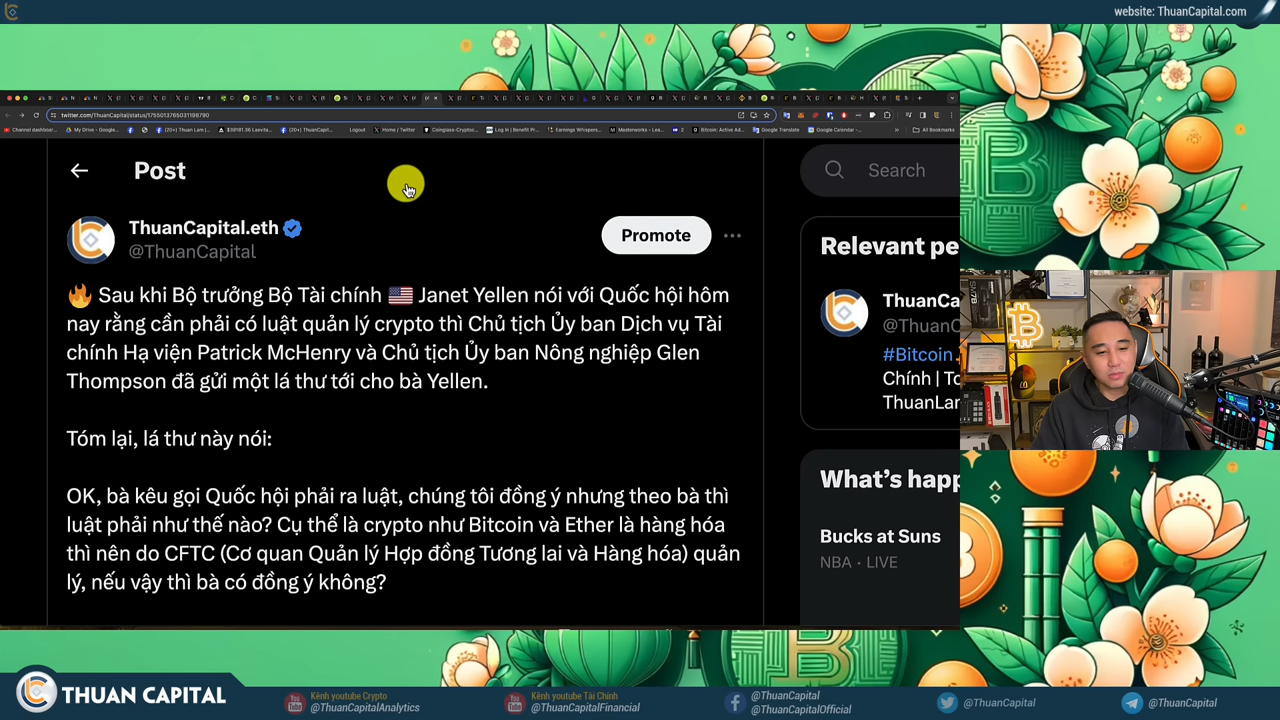 website: ThuanCapital.com
twitter.com/ThuanCapital/status/1755013765031198790
Post
Search
ThuanCapital.eth
@ThuanCapital
Promote
🔥 Sau khi Bộ trưởng Bộ Tài chính 🇺🇸 Janet Yellen nói với Quốc hội hôm
nay rằng cần phải có luật quản lý crypto thì Chủ tịch Ủy ban Dịch vụ Tài
chính Hạ viện Patrick McHenry và Chủ tịch Ủy ban Nông nghiệp Glen
Thompson đã gửi một lá thư tới cho bà Yellen.
Tóm lại, lá thư này nói:
OK, bà kêu gọi Quốc hội phải ra luật, chúng tôi đồng ý nhưng theo bà thì
luật phải như thế nào? Cụ thể là crypto như Bitcoin và Ether là hàng hóa
thì nên do CFTC (Cơ quan Quản lý Hợp đồng Tương lai và Hàng hóa) quản
lý, nếu vậy thì bà có đồng ý không?
Relevant pe
ThuanCa
@ThuanC
#Bitcoin
Chính | To
ThuanLan
What's happ
Bucks at Suns
NBA · LIVE
THUAN CAPITAL
Kênh youtube Crypto
@ThuanCapitalAnalytics
Kênh youtube Tài Chính
@ThuanCapitalFinancial
@ThuanCapital
@ThuanCapitalOfficial
@ThuanCapital
@ThuanCapital